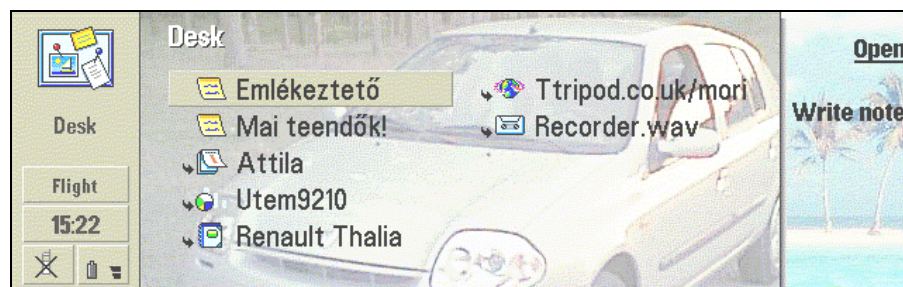 Desk
Desk
Flight
15:22
Emlékeztető
Mai teendők!
Attila
Utem9210
Renault Thalia
Ttripod.co.uk/mori
Recorder.wav
Open
Write note